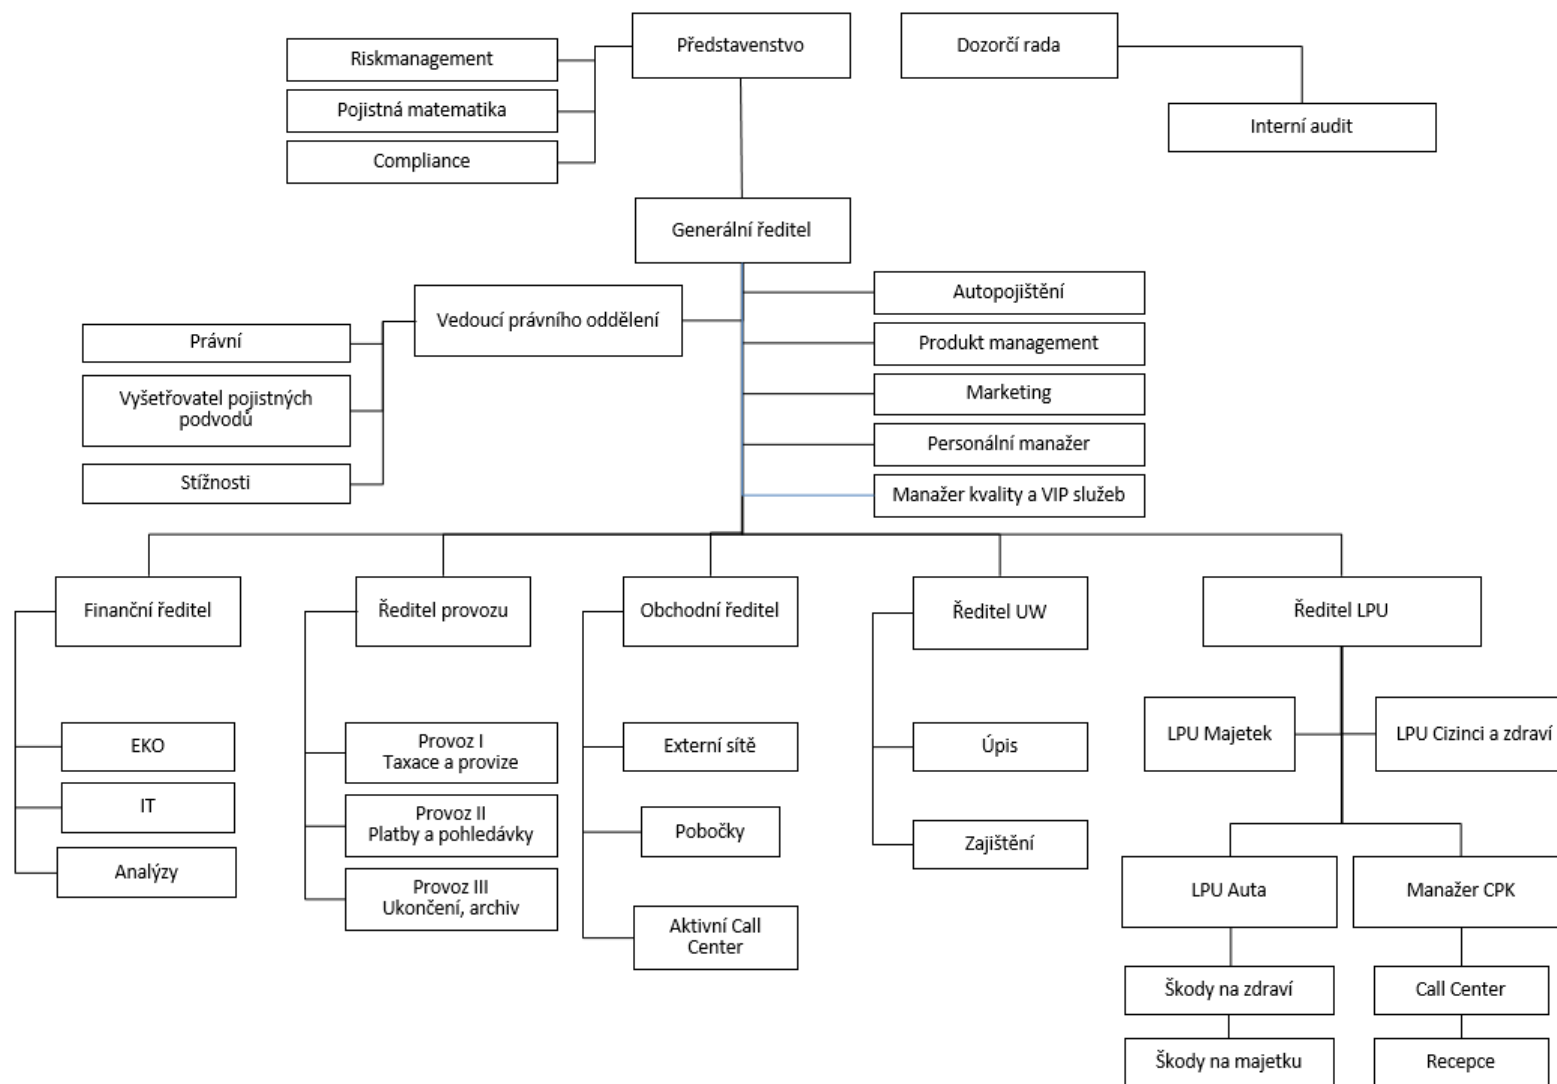 Představenstvo
Dozorčí rada
Riskmanagement
Pojistná matematika
Compliance
Interní audit
Generální ředitel
Vedoucí právního oddělení
Právní
Vyšetřovatel pojistných
podvodů
Stížnosti
Autopojištění
Produkt management
Marketing
Personální manažer
Manažer kvality a VIP služeb
Finanční ředitel
Ředitel provozu
Obchodní ředitel
Ředitel UW
Ředitel LPU
EKO
IT
Analýzy
Provoz I
Taxace a provize
Provoz II
Platby a pohledávky
Provoz III
Ukončení, archiv
Externí sítě
Pobočky
Aktivní Call
Center
Úpis
Zajištění
LPU Majetek
LPU Cizinci a zdraví
LPU Auta
Manažer CPK
Škody na zdraví
Call Center
Škody na majetku
Recepce